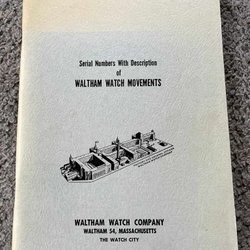 Serial Numbers With Description
of
WALTHAM WATCH MOVEMENTS
WALTHAM WATCH COMPANY
WALTHAM 54, MASSACHUSETTS
THE WATCH CITY